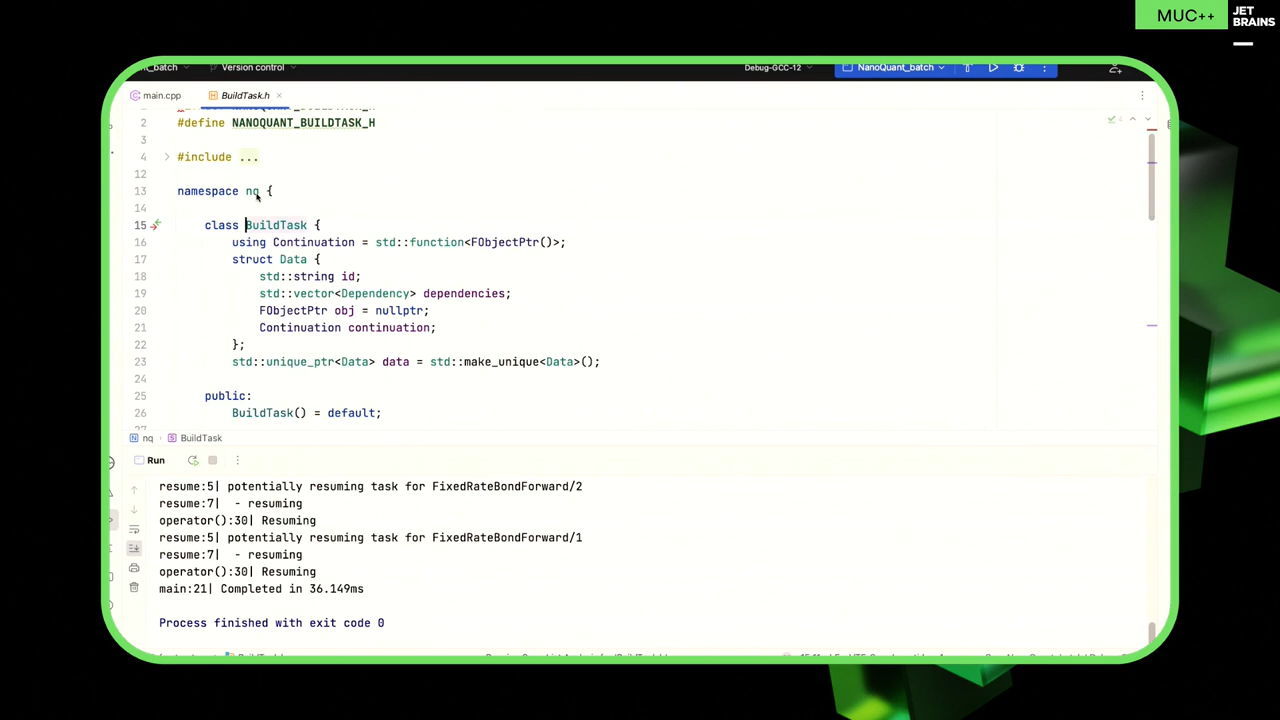 MUC++
JET
BRAINS
Version control
Debug-GCC-12
NanoQuant_batch
main.cpp
BuildTask.h
2 #define NANOQUANT_BUILDTASK_H
3
4 #include ...
12
13 namespace nq {
14
15 class BuildTask {
16 using Continuation = std::function<FObjectPtr()>;
17 struct Data {
18 std::string id;
19 std::vector<Dependency> dependencies;
20 FObjectPtr obj = nullptr;
21 Continuation continuation;
22 };
23 std::unique_ptr<Data> data = std::make_unique<Data>();
24
25 public:
26 BuildTask() = default;
nq > BuildTask
Run
resume:5| potentially resuming task for FixedRateBondForward/2
resume:7|  - resuming
operator():30| Resuming
resume:5| potentially resuming task for FixedRateBondForward/1
resume:7|  - resuming
operator():30| Resuming
main:21| Completed in 36.149ms
Process finished with exit code 0